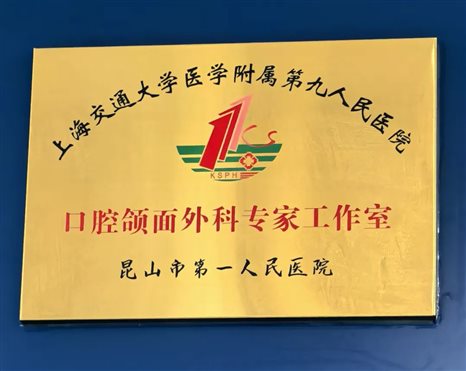 上海交通大学医学附属第九人民医院
KSPH
口腔颌面外科专家工作室
昆山市第一人民医院